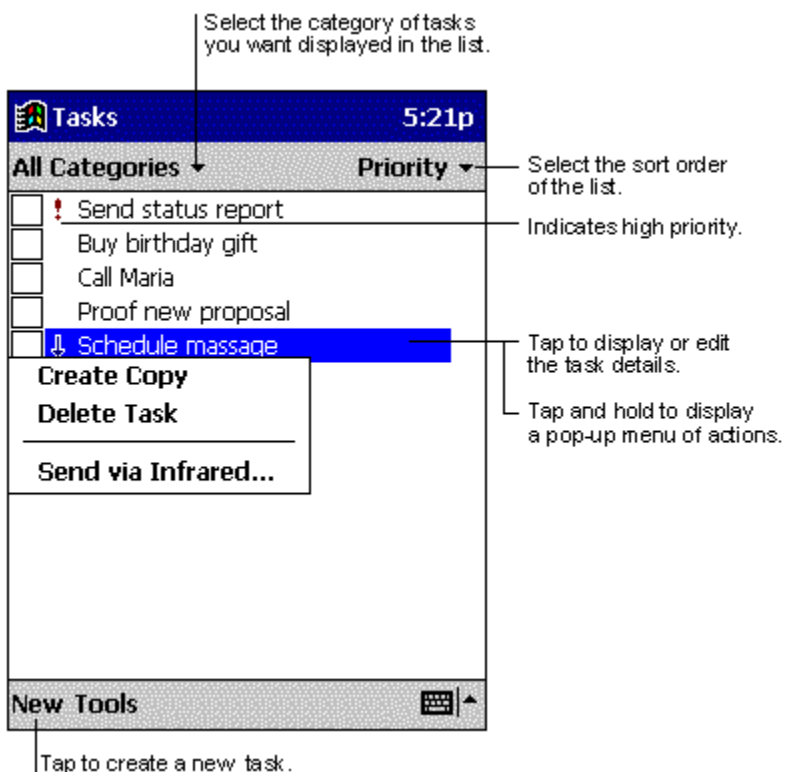 Select the category of tasks
you want displayed in the list.
Tasks 5:21p
All Categories Priority
Select the sort order
of the list.
! Send status report
Indicates high priority.
Buy birthday gift
Call Maria
Proof new proposal
Schedule massage
Tap to display or edit
the task details.
Create Copy
Delete Task
Tap and hold to display
a pop-up menu of actions.
Send via Infrared...
New Tools
Tap to create a new task.